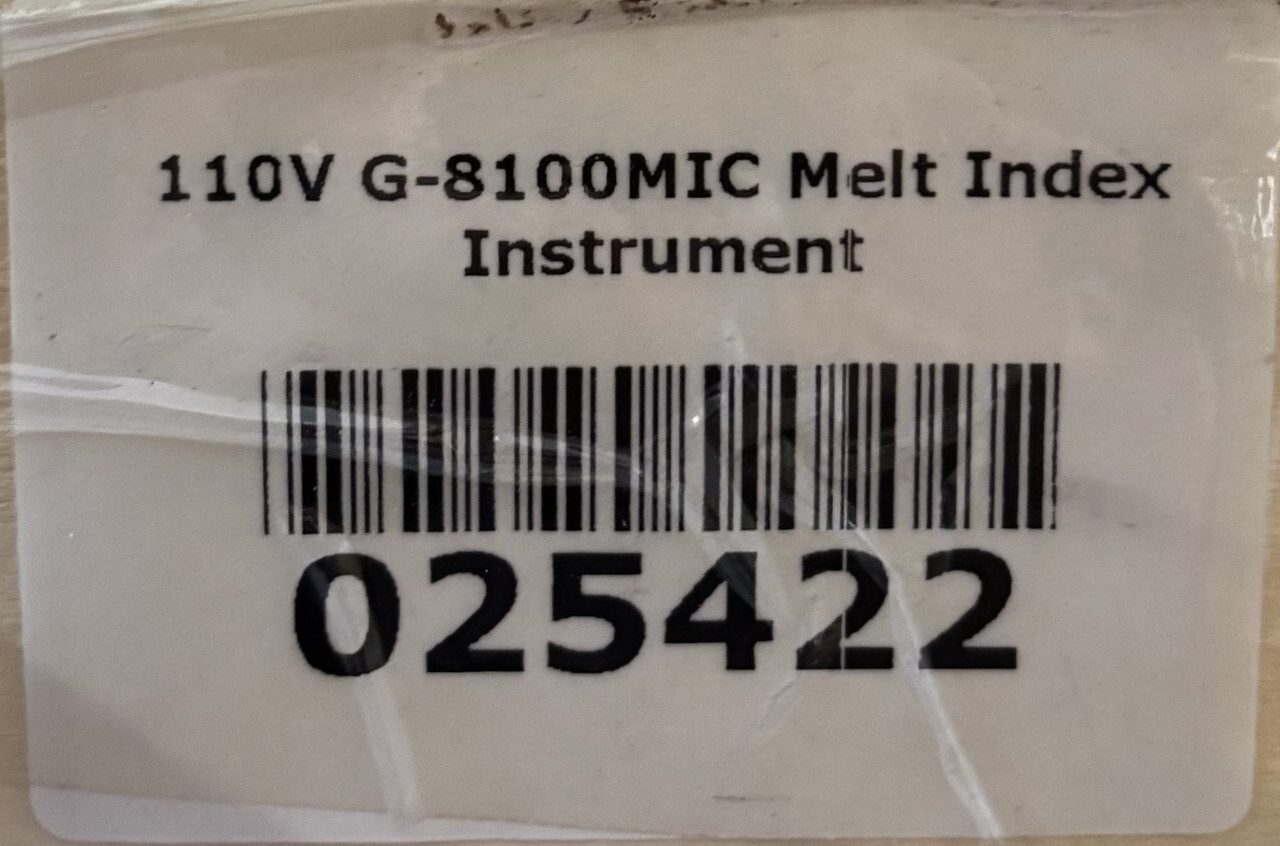 110V G-8100MIC Melt Index
Instrument
025422